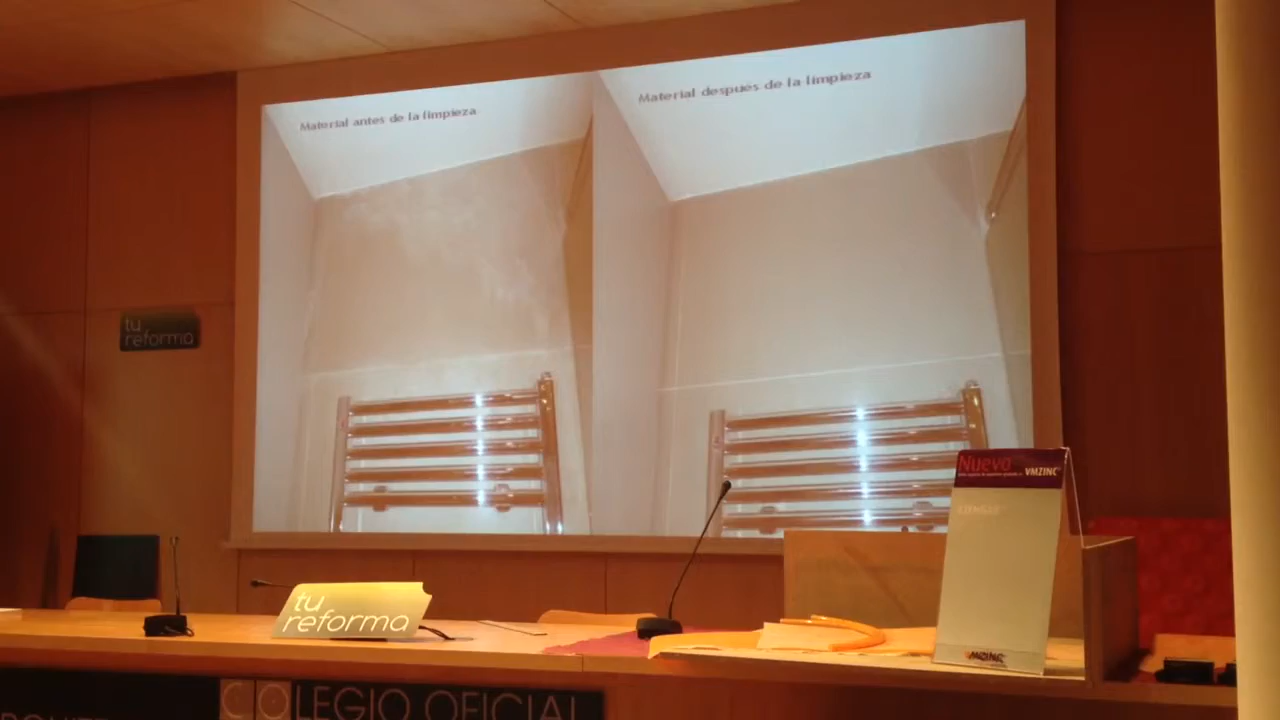 Material antes de la limpieza
Material después de la limpieza
tu
reforma
Nuevo
VMZINC
tu
reforma
VMZINC
COLEGIO OFICIAL